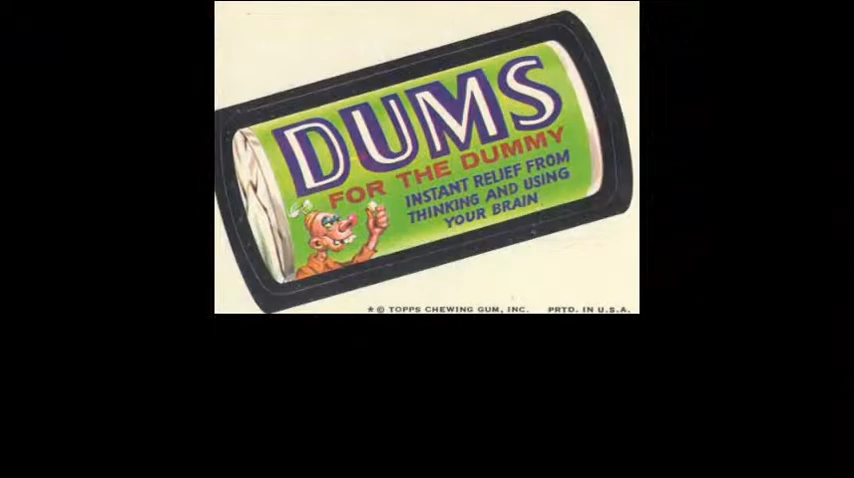 DUMS
FOR THE DUMMY
INSTANT RELIEF FROM
THINKING AND USING
YOUR BRAIN
* © TOPPS CHEWING GUM, INC. PRTD. IN U.S.A.